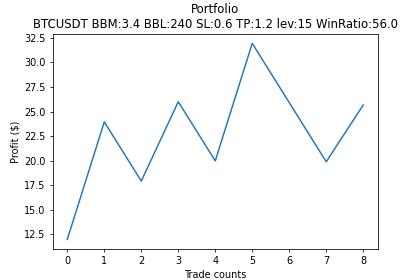 Portfolio
BTCUSDT BBM:3.4 BBL:240 SL:0.6 TP:1.2 lev:15 WinRatio:56.0
32.5
30.0
27.5
25.0
22.5
20.0
17.5
15.0
12.5
Profit ($)
0 1 2 3 4 5 6 7 8
Trade counts